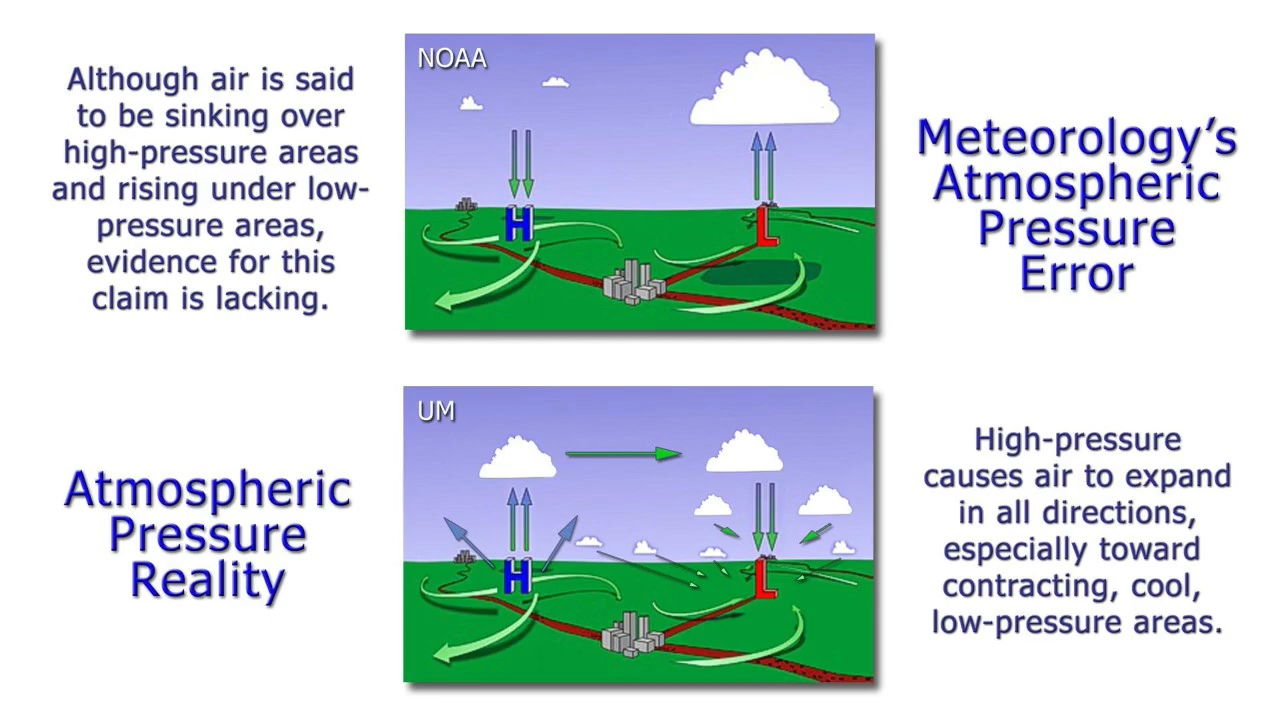 Although air is said
to be sinking over
high-pressure areas
and rising under low-
pressure areas,
evidence for this
claim is lacking.
NOAA
H
L
Meteorology's
Atmospheric
Pressure
Error
Atmospheric
Pressure
Reality
UM
H
L
High-pressure
causes air to expand
in all directions,
especially toward
contracting, cool,
low-pressure areas.